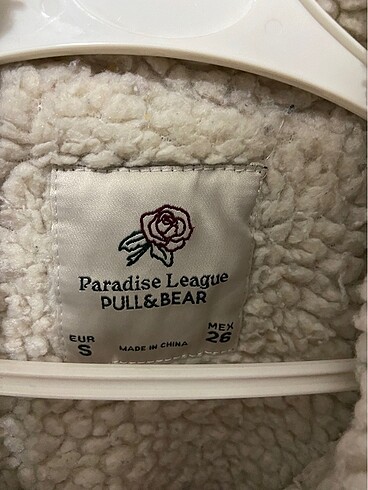 Paradise League
PULL&BEAR
EUR
S
MADE IN CHINA
MEX
26